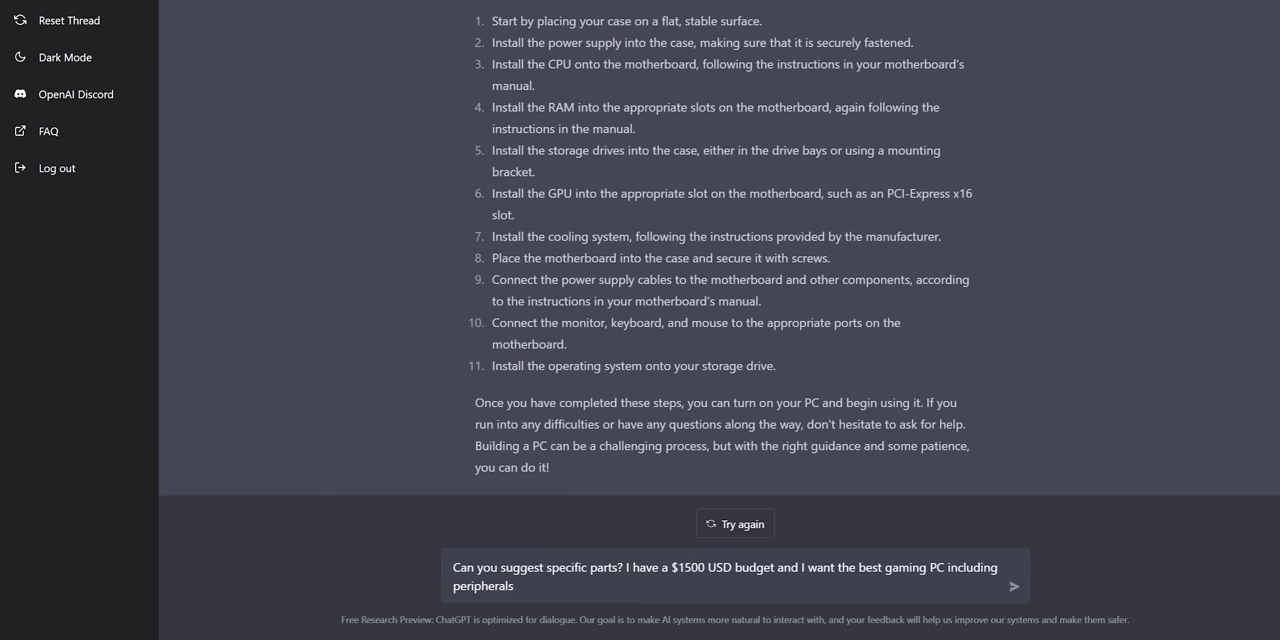 Reset Thread
Dark Mode
OpenAI Discord
FAQ
Log out
1. Start by placing your case on a flat, stable surface.
2. Install the power supply into the case, making sure that it is securely fastened.
3. Install the CPU onto the motherboard, following the instructions in your motherboard's
manual.
4. Install the RAM into the appropriate slots on the motherboard, again following the
instructions in the manual.
5. Install the storage drives into the case, either in the drive bays or using a mounting
bracket.
6. Install the GPU into the appropriate slot on the motherboard, such as an PCI-Express x16
slot.
7. Install the cooling system, following the instructions provided by the manufacturer.
8. Place the motherboard into the case and secure it with screws.
9. Connect the power supply cables to the motherboard and other components, according
to the instructions in your motherboard's manual.
10. Connect the monitor, keyboard, and mouse to the appropriate ports on the
motherboard.
11. Install the operating system onto your storage drive.
Once you have completed these steps, you can turn on your PC and begin using it. If you
run into any difficulties or have any questions along the way, don't hesitate to ask for help.
Building a PC can be a challenging process, but with the right guidance and some patience,
you can do it!
Try again
Can you suggest specific parts? I have a $1500 USD budget and I want the best gaming PC including
peripherals
Free Research Preview: ChatGPT is optimized for dialogue. Our goal is to make AI systems more natural to interact with, and your feedback will help us improve our systems and make them safer.